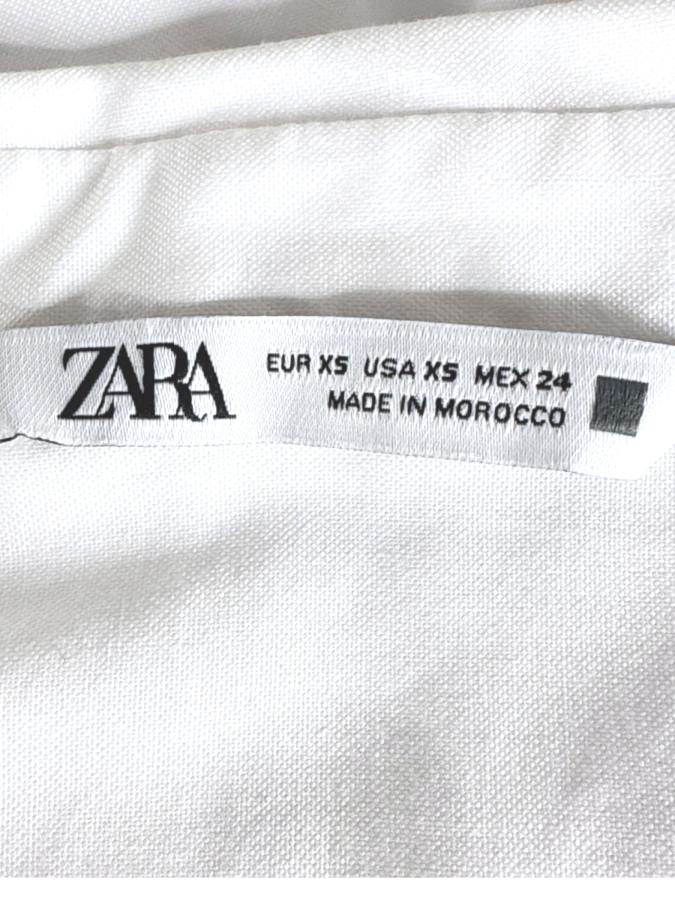 ZARA
EUR XS USA XS MEX 24
MADE IN MOROCCO